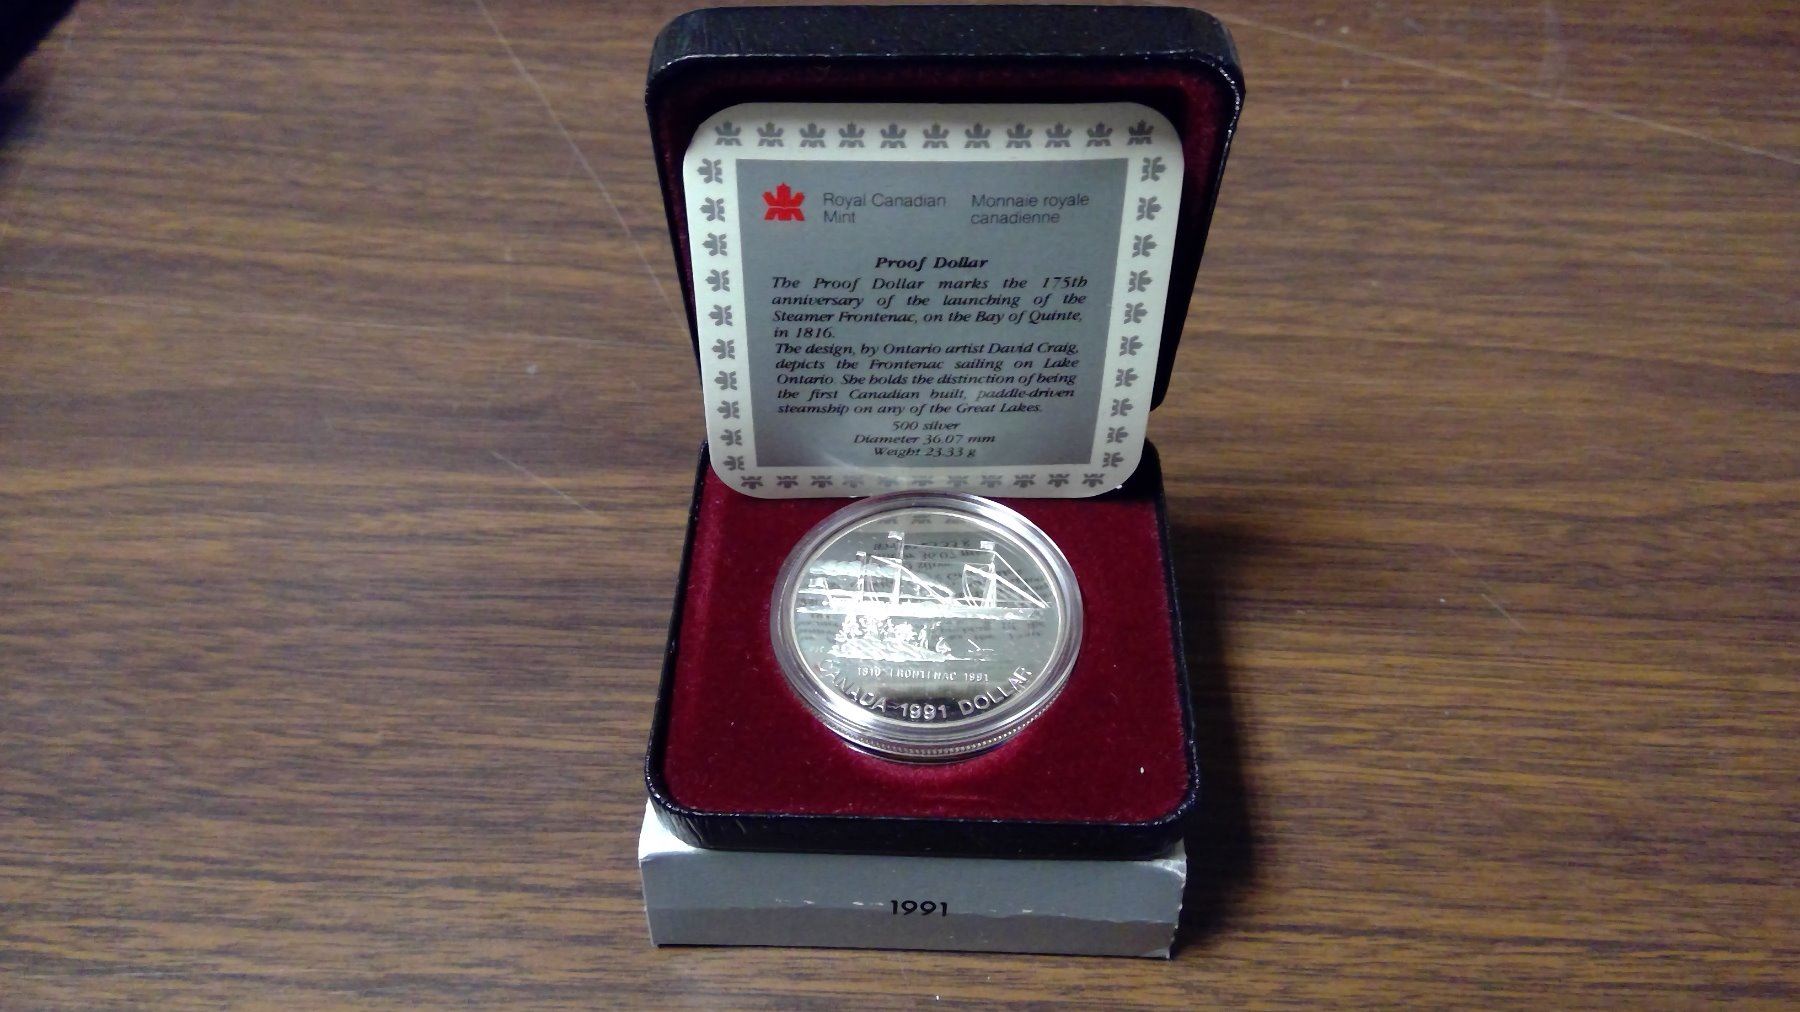 Royal Canadian Mint
Monnaie royale canadienne
Proof Dollar
The Proof Dollar marks the 175th
anniversary of the launching of the
Steamer Frontenac, on the Bay of Quinte,
in 1816.
The design, by Ontario artist David Craig,
depicts the Frontenac sailing on Lake
Ontario. She holds the distinction of being
the first Canadian built, paddle-driven
steamship on any of the Great Lakes.
500 silver
Diameter 36.07 mm
Weight 23.33 g
FRONTENAC 1991
CANADA 1991 DOLLAR
1991